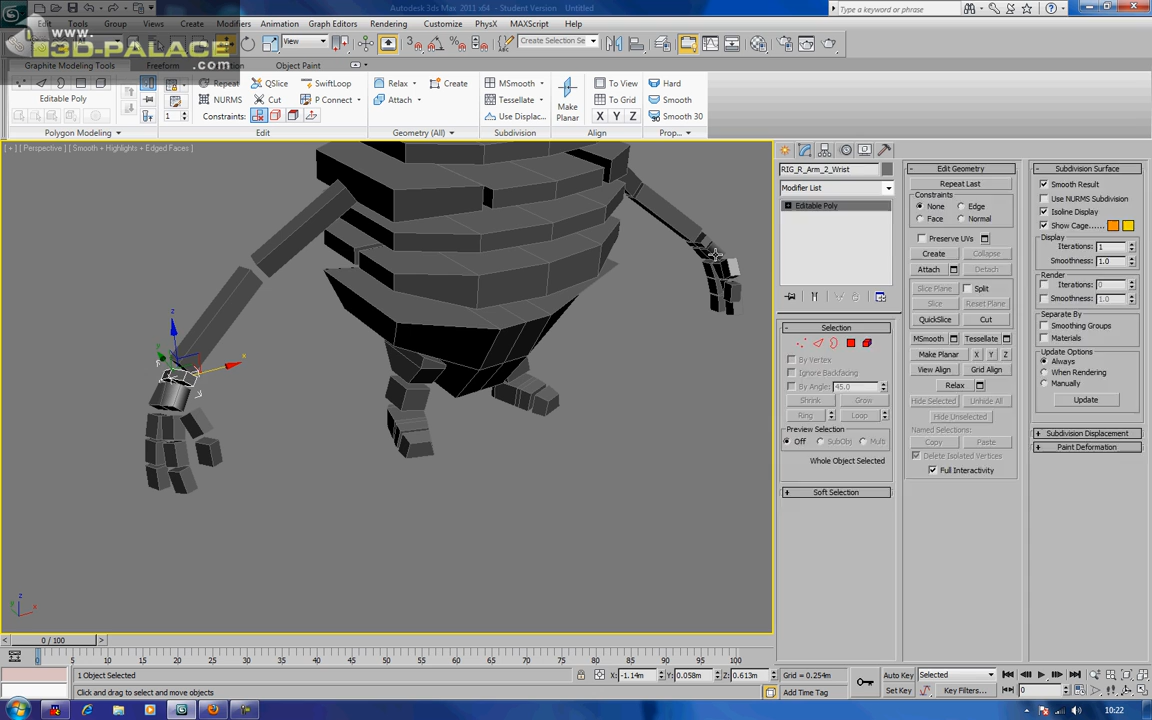 Autodesk 3ds Max 2011 x64 - Student Version Untitled
Type a keyword or phrase
Edit Tools Group Views Create Modifiers Animation Graph Editors Rendering Customize PhysX MAXScript Help
www.
3D-PALACE
.com
View
Create Selection Se
Graphite Modeling Tools Freeform Object Paint
Repeat QSlice SwiftLoop Relax Create MSmooth To View Hard
Editable Poly NURMS Cut P Connect Attach Tessellate Make Planar To Grid Smooth
1 Constraints: Use Displac... X Y Z Smooth 30
Polygon Modeling Edit Geometry (All) Subdivision Align Prop...
[ + ] [ Perspective ] [ Smooth + Highlights + Edged Faces ]
RIG_R_Arm_2_Wrist
Modifier List
Editable Poly
Selection
By Vertex
Ignore Backfacing
By Angle: 45.0
Shrink Grow
Ring Loop
Preview Selection
Off SubObj Multi
Whole Object Selected
Soft Selection
Edit Geometry
Repeat Last
Constraints
None Edge
Face Normal
Preserve UVs
Create Collapse
Attach Detach
Slice Plane Split
Slice Reset Plane
QuickSlice Cut
MSmooth Tessellate
Make Planar X Y Z
View Align Grid Align
Relax
Hide Selected Unhide All
Hide Unselected
Named Selections:
Copy Paste
Delete Isolated Vertices
Full Interactivity
Subdivision Surface
Smooth Result
Use NURMS Subdivision
Isoline Display
Show Cage......
Display
Iterations: 1
Smoothness: 1.0
Render
Iterations: 0
Smoothness: 1.0
Separate By
Smoothing Groups
Materials
Update Options
Always
When Rendering
Manually
Update
Subdivision Displacement
Paint Deformation
z
x
y
z
x
0 / 100
0 5 10 15 20 25 30 35 40 45 50 55 60 65 70 75 80 85 90 95 100
1 Object Selected X: -1.14m Y: 0.058m Z: 0.613m Grid = 0.254m Auto Key Selected
Click and drag to select and move objects Add Time Tag Set Key Key Filters... 0
10:22